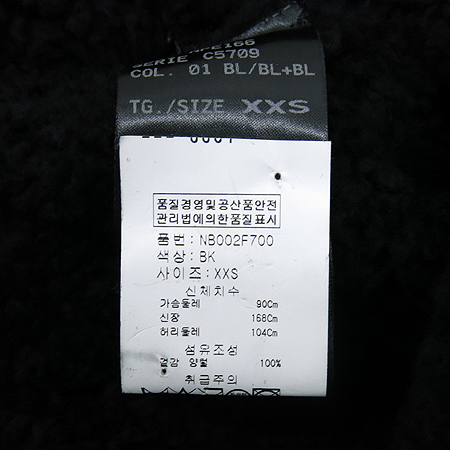 SERIE C5709
COL. 01 BL/BL+BL
TG./SIZE XXS
품질경영및공산품안전
관리법에의한품질표시
품번: NB002F700
색상: BK
사이즈: XXS
신체치수
가슴둘레 90Cm
신장 168Cm
허리둘레 104Cm
섬유조성
겉감 양털 100%
취급주의